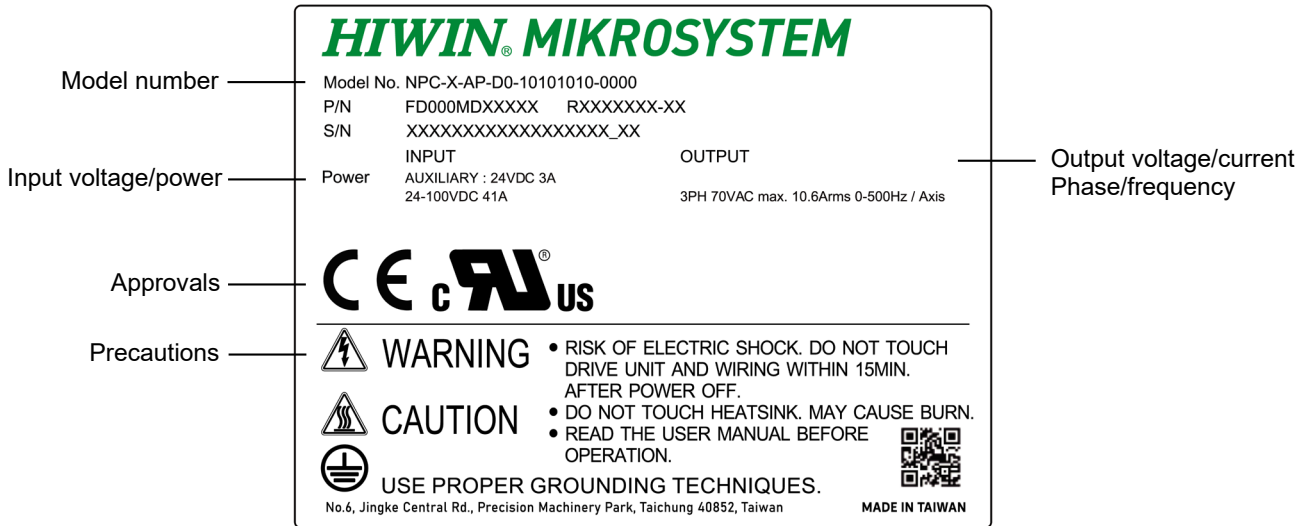 HIWIN® MIKROSYSTEM
Model number
Model No. NPC-X-AP-D0-10101010-0000
P/N FD000MDXXXXX RXXXXXXX-XX
S/N XXXXXXXXXXXXXXXXXX_XX
INPUT OUTPUT
Input voltage/power
Power AUXILIARY : 24VDC 3A
24-100VDC 41A 3PH 70VAC max. 10.6Arms 0-500Hz / Axis
Output voltage/current
Phase/frequency
Approvals
CE c RU ® US
Precautions
WARNING
• RISK OF ELECTRIC SHOCK. DO NOT TOUCH
DRIVE UNIT AND WIRING WITHIN 15MIN.
AFTER POWER OFF.
CAUTION
• DO NOT TOUCH HEATSINK. MAY CAUSE BURN.
• READ THE USER MANUAL BEFORE
OPERATION.
USE PROPER GROUNDING TECHNIQUES.
No.6, Jingke Central Rd., Precision Machinery Park, Taichung 40852, Taiwan MADE IN TAIWAN